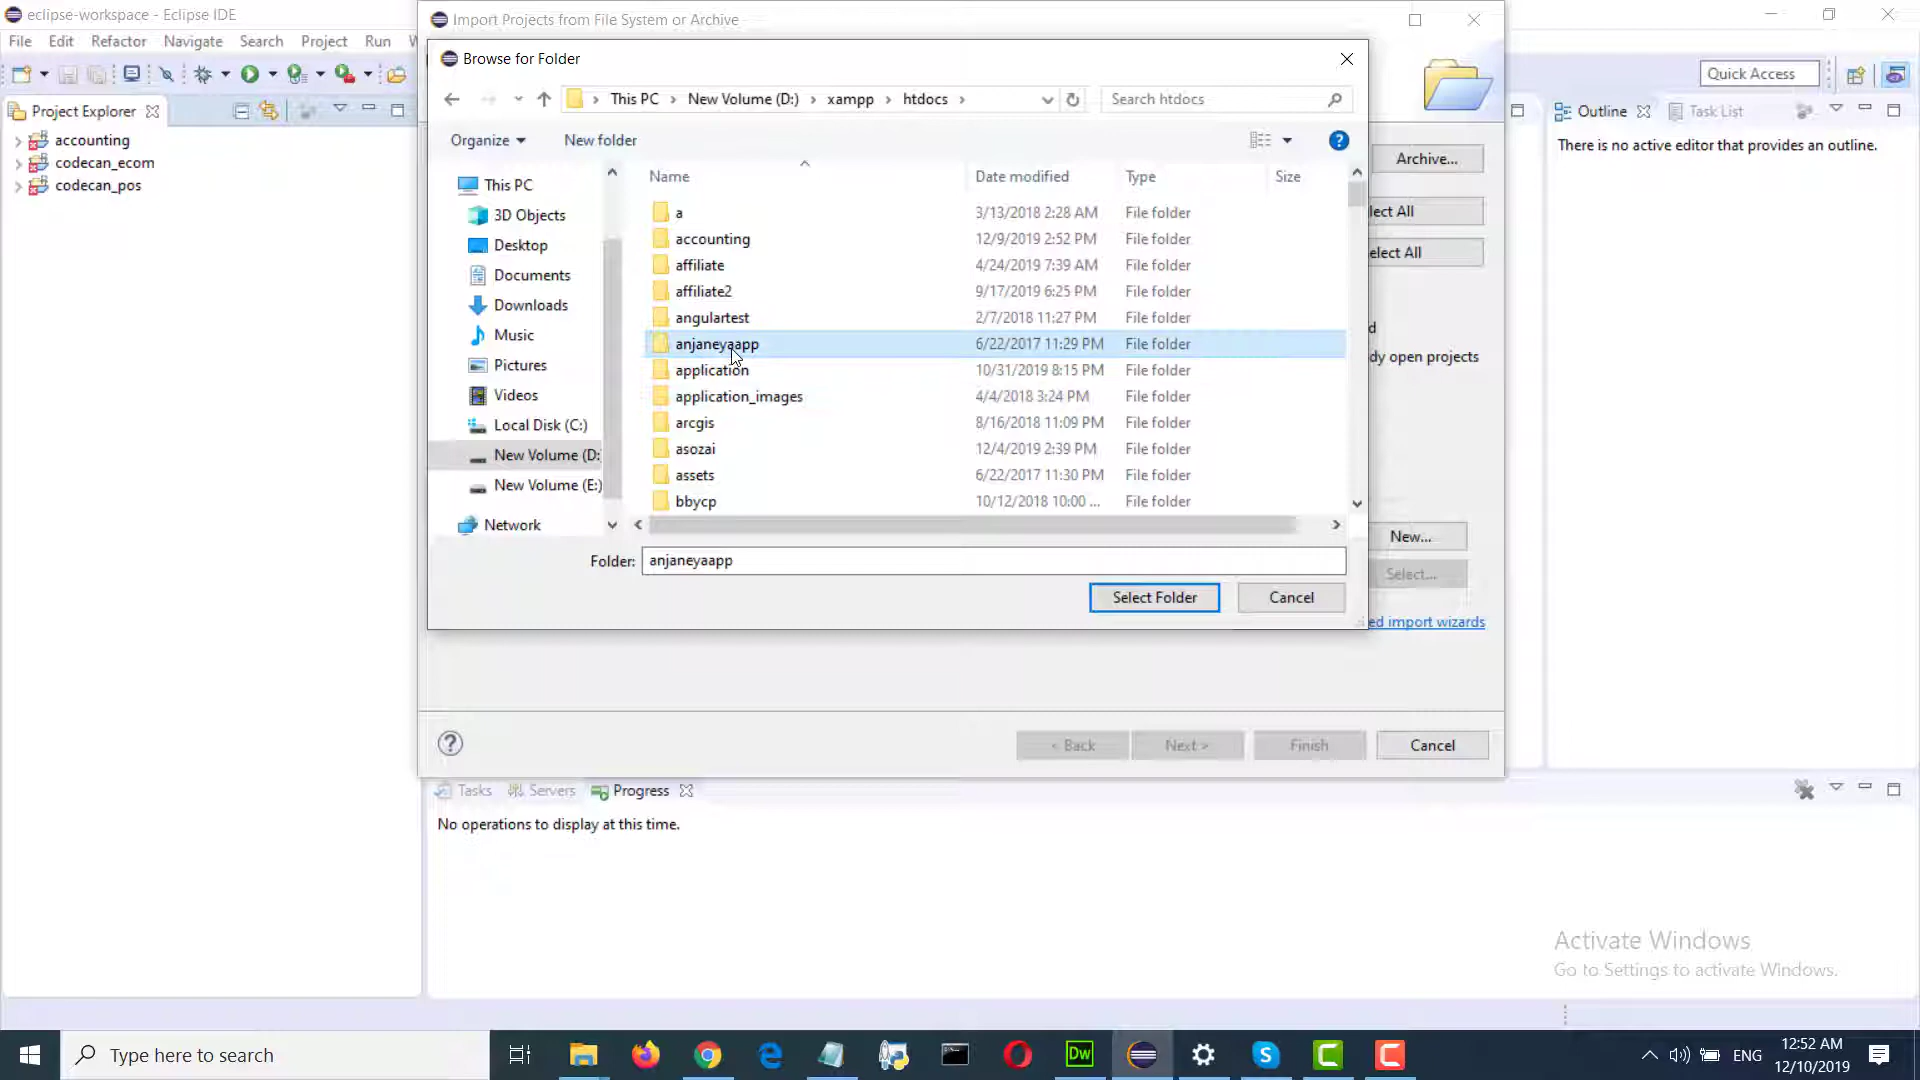 eclipse-workspace - Eclipse IDE
File Edit Refactor Navigate Search Project Run
Quick Access
Project Explorer
accounting
codecan_ecom
codecan_pos
Import Projects from File System or Archive
Browse for Folder
This PC > New Volume (D:) > xampp > htdocs >
Search htdocs
Organize
New folder
This PC
3D Objects
Desktop
Documents
Downloads
Music
Pictures
Videos
Local Disk (C:)
New Volume (D:
New Volume (E:)
Network
Name Date modified Type Size
a 3/13/2018 2:28 AM File folder
accounting 12/9/2019 2:52 PM File folder
affiliate 4/24/2019 7:39 AM File folder
affiliate2 9/17/2019 6:25 PM File folder
angulartest 2/7/2018 11:27 PM File folder
anjaneyaapp 6/22/2017 11:29 PM File folder
application 10/31/2019 8:15 PM File folder
application_images 4/4/2018 3:24 PM File folder
arcgis 8/16/2018 11:09 PM File folder
asozai 12/4/2019 2:39 PM File folder
assets 6/22/2017 11:30 PM File folder
bbycp 10/12/2018 10:00 ... File folder
Folder: anjaneyaapp
Select Folder
Cancel
Archive...
lect All
elect All
d
dy open projects
New...
Select...
ed import wizards
< Back
Next >
Finish
Cancel
Outline
Task List
There is no active editor that provides an outline.
Tasks Servers Progress
No operations to display at this time.
Activate Windows
Go to Settings to activate Windows.
Type here to search
Dw
S
C
C
ENG
12:52 AM
12/10/2019